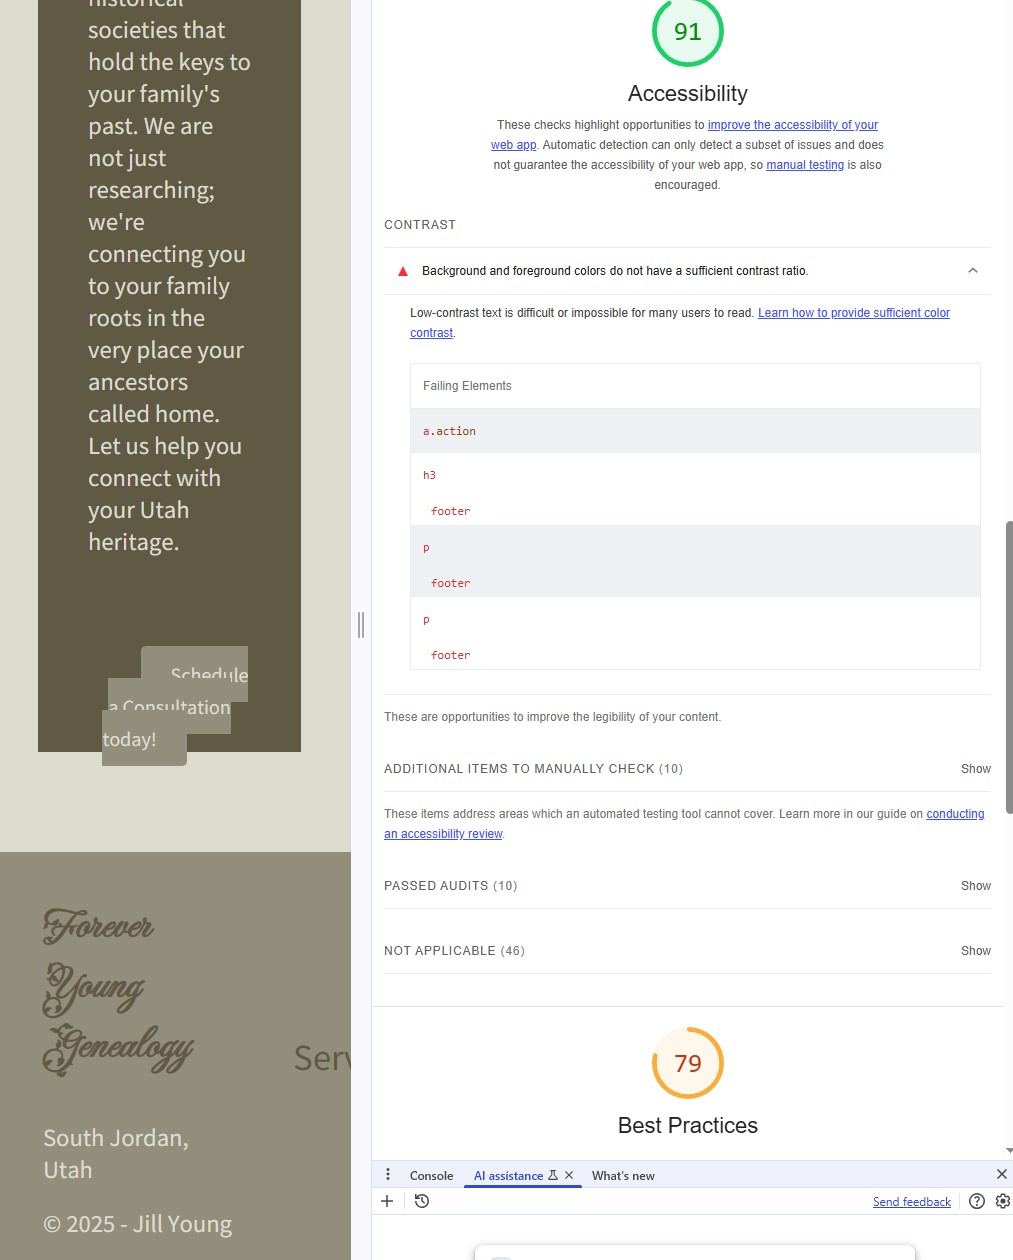 historical
societies that
hold the keys to
your family's
past. We are
not just
researching;
we're
connecting you
to your family
roots in the
very place your
ancestors
called home.
Let us help you
connect with
your Utah
heritage.
Schedule
a Consultation
today!
Forever
Young
Genealogy
Serv
South Jordan,
Utah
© 2025 - Jill Young
91
Accessibility
These checks highlight opportunities to improve the accessibility of your
web app. Automatic detection can only detect a subset of issues and does
not guarantee the accessibility of your web app, so manual testing is also
encouraged.
CONTRAST
Background and foreground colors do not have a sufficient contrast ratio.
Low-contrast text is difficult or impossible for many users to read. Learn how to provide sufficient color
contrast.
Failing Elements
a.action
h3
footer
p
footer
p
footer
These are opportunities to improve the legibility of your content.
ADDITIONAL ITEMS TO MANUALLY CHECK (10)
Show
These items address areas which an automated testing tool cannot cover. Learn more in our guide on conducting
an accessibility review.
PASSED AUDITS (10)
Show
NOT APPLICABLE (46)
Show
79
Best Practices
Console
AI assistance
What's new
Send feedback